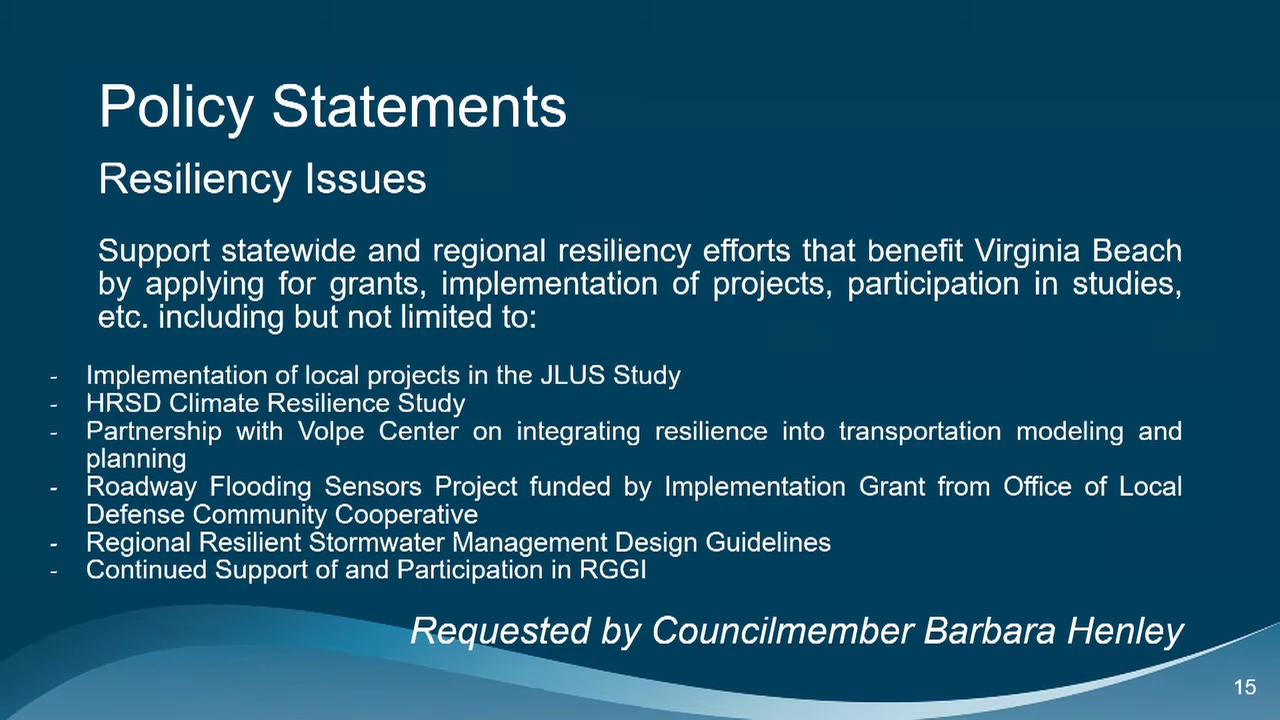 Policy Statements
Resiliency Issues
Support statewide and regional resiliency efforts that benefit Virginia Beach
by applying for grants, implementation of projects, participation in studies,
etc. including but not limited to:
- Implementation of local projects in the JLUS Study
- HRSD Climate Resilience Study
- Partnership with Volpe Center on integrating resilience into transportation modeling and
planning
- Roadway Flooding Sensors Project funded by Implementation Grant from Office of Local
Defense Community Cooperative
- Regional Resilient Stormwater Management Design Guidelines
- Continued Support of and Participation in RGGI
Requested by Councilmember Barbara Henley
15